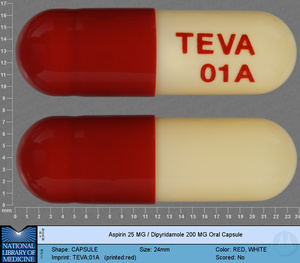 TEVA
01A
mm
Aspirin 25 MG / Dipyridamole 200 MG Oral Capsule
NATIONAL
LIBRARY OF
MEDICINE
Shape: CAPSULE Size: 24mm Color: RED, WHITE
Imprint: TEVA;01A (printed:red) Scored: No